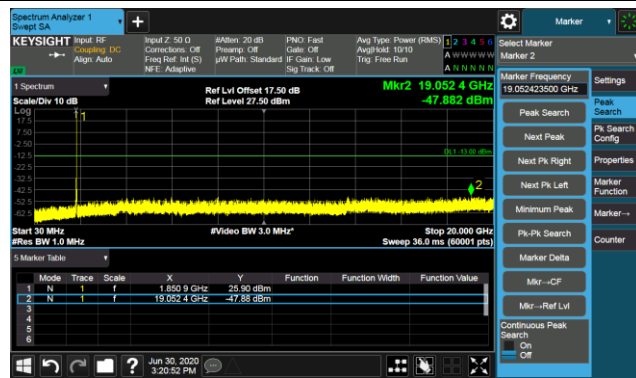 Spectrum Analyzer 1
Swept SA
Marker
KEYSIGHT
Input: RF
Coupling: DC
Align: Auto
Input Z: 50 Ω
Corrections: Off
Freq Ref: Int (S)
NFE: Adaptive
#Atten: 20 dB
Preamp: Off
µW Path: Standard
PNO: Fast
Gate: Off
IF Gain: Low
Sig Track: Off
Avg Type: Power (RMS)
Avg|Hold: 10/10
Trig: Free Run
1 2 3 4 5 6
A W W W W W
A N N N N N
LW
Select Marker
Marker 2
1 Spectrum
Scale/Div 10 dB
Ref Lvl Offset 17.50 dB
Ref Level 27.50 dBm
Mkr2 19.052 4 GHz
-47.882 dBm
Log
17.5
7.50
-2.50
-12.5
-22.5
-32.5
-42.5
-52.5
-62.5
1
DL1 -13.00 dBm
2
Start 30 MHz
#Res BW 1.0 MHz
#Video BW 3.0 MHz*
Stop 20.000 GHz
Sweep 36.0 ms (60001 pts)
5 Marker Table
Mode Trace Scale X Y Function Function Width Function Value
1 N 1 f 1.850 9 GHz 25.90 dBm
2 N 1 f 19.052 4 GHz -47.88 dBm
3
4
5
6
Marker Frequency
19.052423500 GHz
Peak Search
Next Peak
Next Pk Right
Next Pk Left
Minimum Peak
Pk-Pk Search
Marker Delta
Mkr→CF
Mkr→Ref Lvl
Continuous Peak
Search
On
Off
Settings
Peak
Search
Pk Search
Config
Properties
Marker
Function
Marker→
Counter
Jun 30, 2020
3:20:52 PM